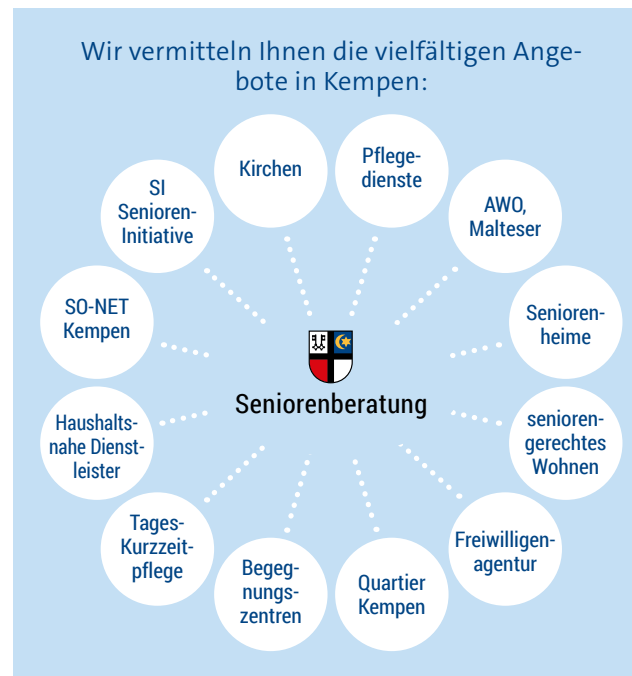 Wir vermitteln Ihnen die vielfältigen Ange-
bote in Kempen:
Kirchen
Pflege-
dienste
AWO,
Malteser
Senioren-
heime
senioren-
gerechtes
Wohnen
Freiwilligen-
agentur
Quartier
Kempen
Begeg-
nungs-
zentren
Tages-
Kurzzeit-
pflege
Haushalts-
nahe Dienst-
leister
SO-NET
Kempen
SI
Senioren-
Initiative
Seniorenberatung